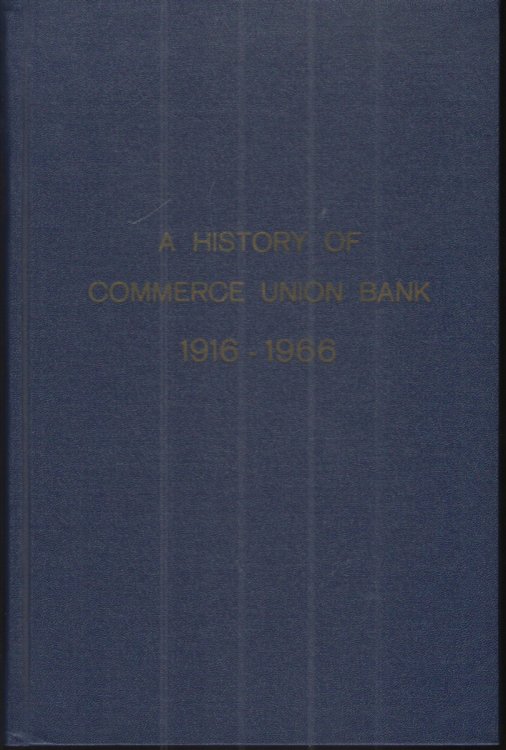 A HISTORY OF
COMMERCE UNION BANK
1916-1966